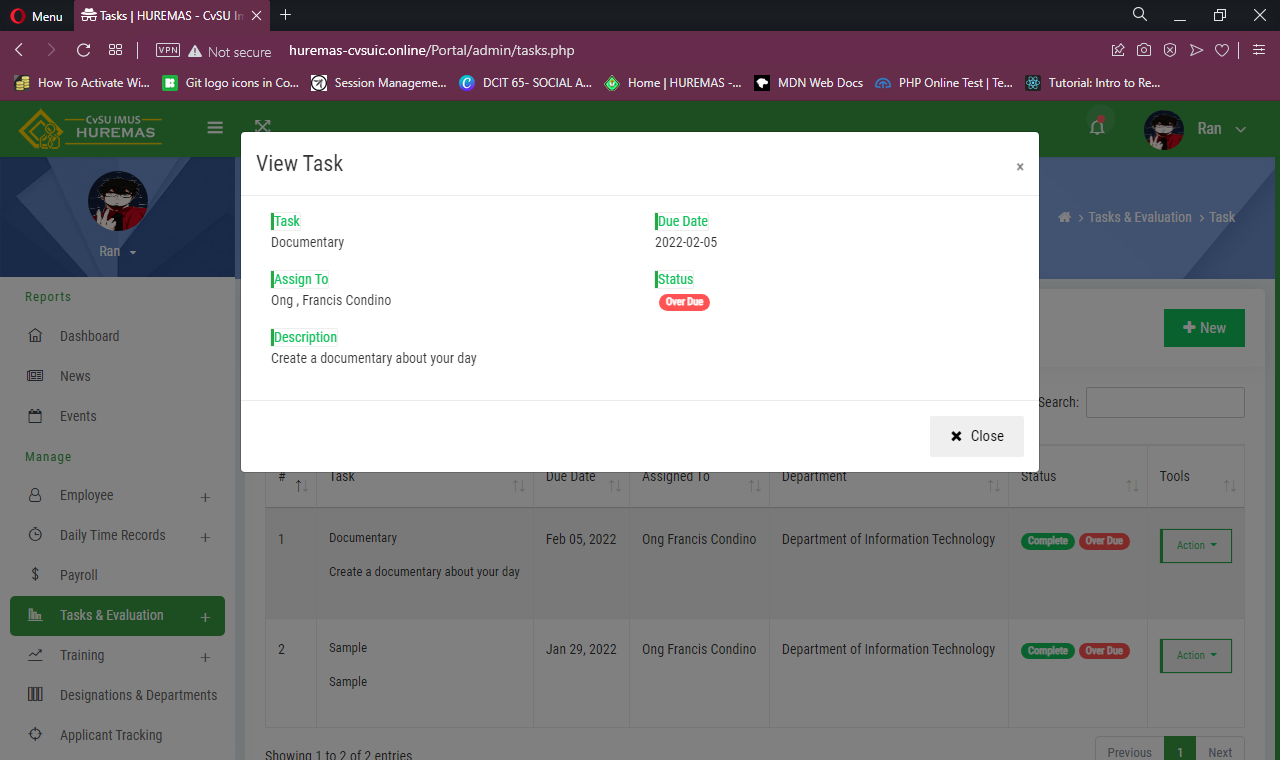 Menu
Tasks | HUREMAS - CvSU In
VPN
Not secure
huremas-cvsuic.online/Portal/admin/tasks.php
How To Activate Wi...
Git logo icons in Co...
Session Manageme...
DCIT 65- SOCIAL A...
Home | HUREMAS -...
MDN Web Docs
PHP Online Test | Te...
Tutorial: Intro to Re...
CvSU IMUS
HUREMAS
Ran
Ran
Tasks & Evaluation > Task
Reports
Dashboard
News
Events
Manage
Employee
Daily Time Records
Payroll
Tasks & Evaluation
Training
Designations & Departments
Applicant Tracking
View Task
×
Task
Documentary
Due Date
2022-02-05
Assign To
Ong , Francis Condino
Status
Over Due
Description
Create a documentary about your day
Close
New
Search:
# Task Due Date Assigned To Department Status Tools
1 Documentary Feb 05, 2022 Ong Francis Condino Department of Information Technology Complete Over Due Action
Create a documentary about your day
2 Sample Jan 29, 2022 Ong Francis Condino Department of Information Technology Complete Over Due Action
Sample
Showing 1 to 2 of 2 entries
Previous 1 Next